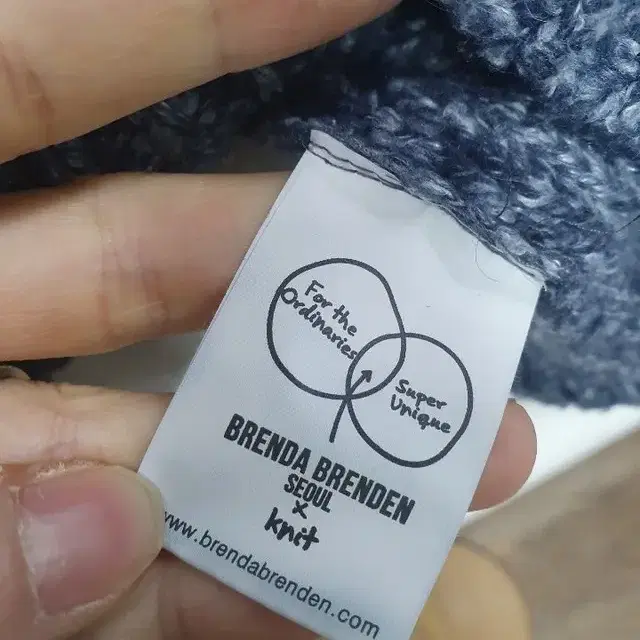 For the
Ordinaries
Super
Unique
BRENDA BRENDEN
SEOUL
×
knit
www.brendabrenden.com